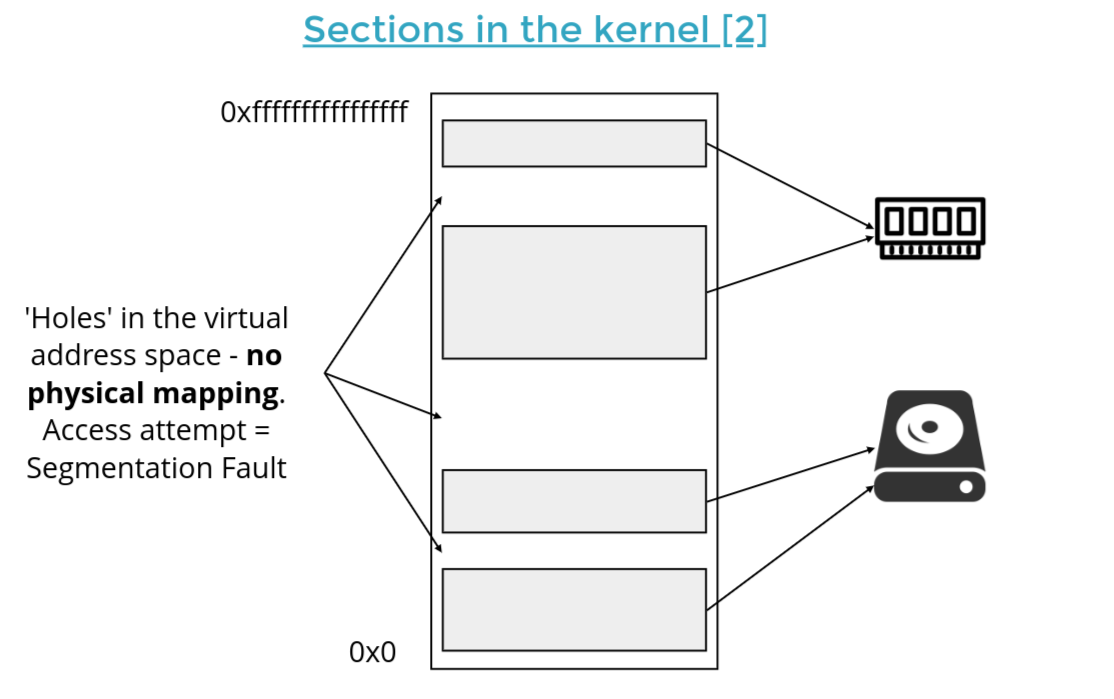 Sections in the kernel [2]
0xffffffffffffffff
'Holes' in the virtual
address space - no
physical mapping.
Access attempt =
Segmentation Fault
0x0